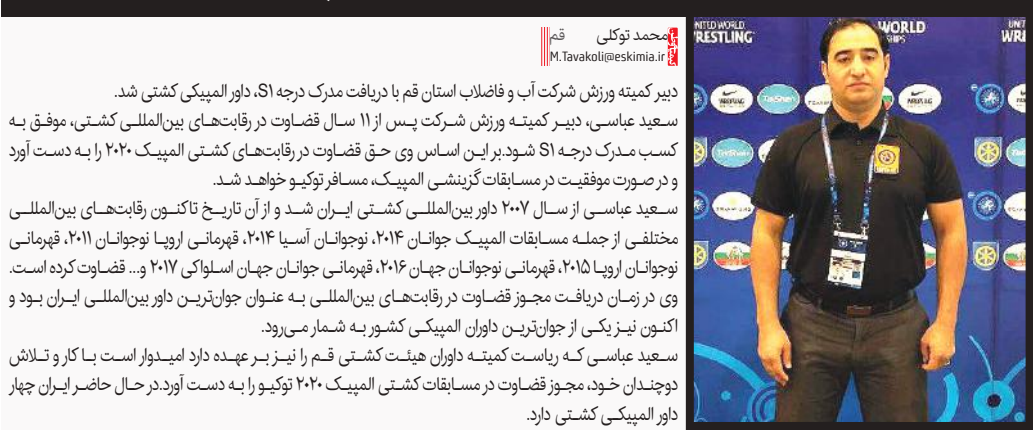 محمد توکلی قم
M.Tavakoli@eskimia.ir
دبیر کمیته ورزش شرکت آب و فاضلاب استان قم با دریافت مدرک درجه S1، داور المپیکی کشتی شد.
سعید عباسی، دبیر کمیته ورزش شرکت پس از ۱۱ سال قضاوت در رقابت‌های بین‌المللی کشتی، موفق به
کسب مدرک درجه S1 شود.بر این اساس وی حق قضاوت در رقابت‌های کشتی المپیک ۲۰۲۰ را به دست آورد
و در صورت موفقیت در مسابقات گزینشی المپیک، مسافر توکیو خواهد شد.
سعید عباسی از سال ۲۰۰۷ داور بین‌المللی کشتی ایران شد و از آن تاریخ تاکنون رقابت‌های بین‌المللی
مختلفی از جمله مسابقات المپیک جوانان ۲۰۱۴، نوجوانان آسیا ۲۰۱۴، قهرمانی اروپا نوجوانان ۲۰۱۱، قهرمانی
نوجوانان اروپا ۲۰۱۵، قهرمانی نوجوانان جهان ۲۰۱۶، قهرمانی جوانان جهان اسلواکی ۲۰۱۷ و... قضاوت کرده است.
وی در زمان دریافت مجوز قضاوت در رقابت‌های بین‌المللی به عنوان جوان‌ترین داور بین‌المللی ایران بود و
اکنون نیز یکی از جوان‌ترین داوران المپیکی کشور به شمار می‌رود.
سعید عباسی که ریاست کمیته داوران هیئت کشتی قم را نیز بر عهده دارد امیدوار است با کار و تلاش
دوچندان خود، مجوز قضاوت در مسابقات کشتی المپیک ۲۰۲۰ توکیو را به دست آورد.در حال حاضر ایران چهار
داور المپیکی کشتی دارد.
UNITED WORLD
WRESTLING
WORLD